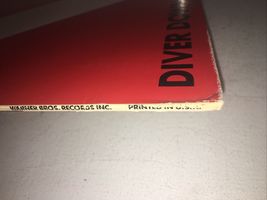 DIVER DO
WARNER BROS. RECORDS INC. PRINTED IN U.S.A.